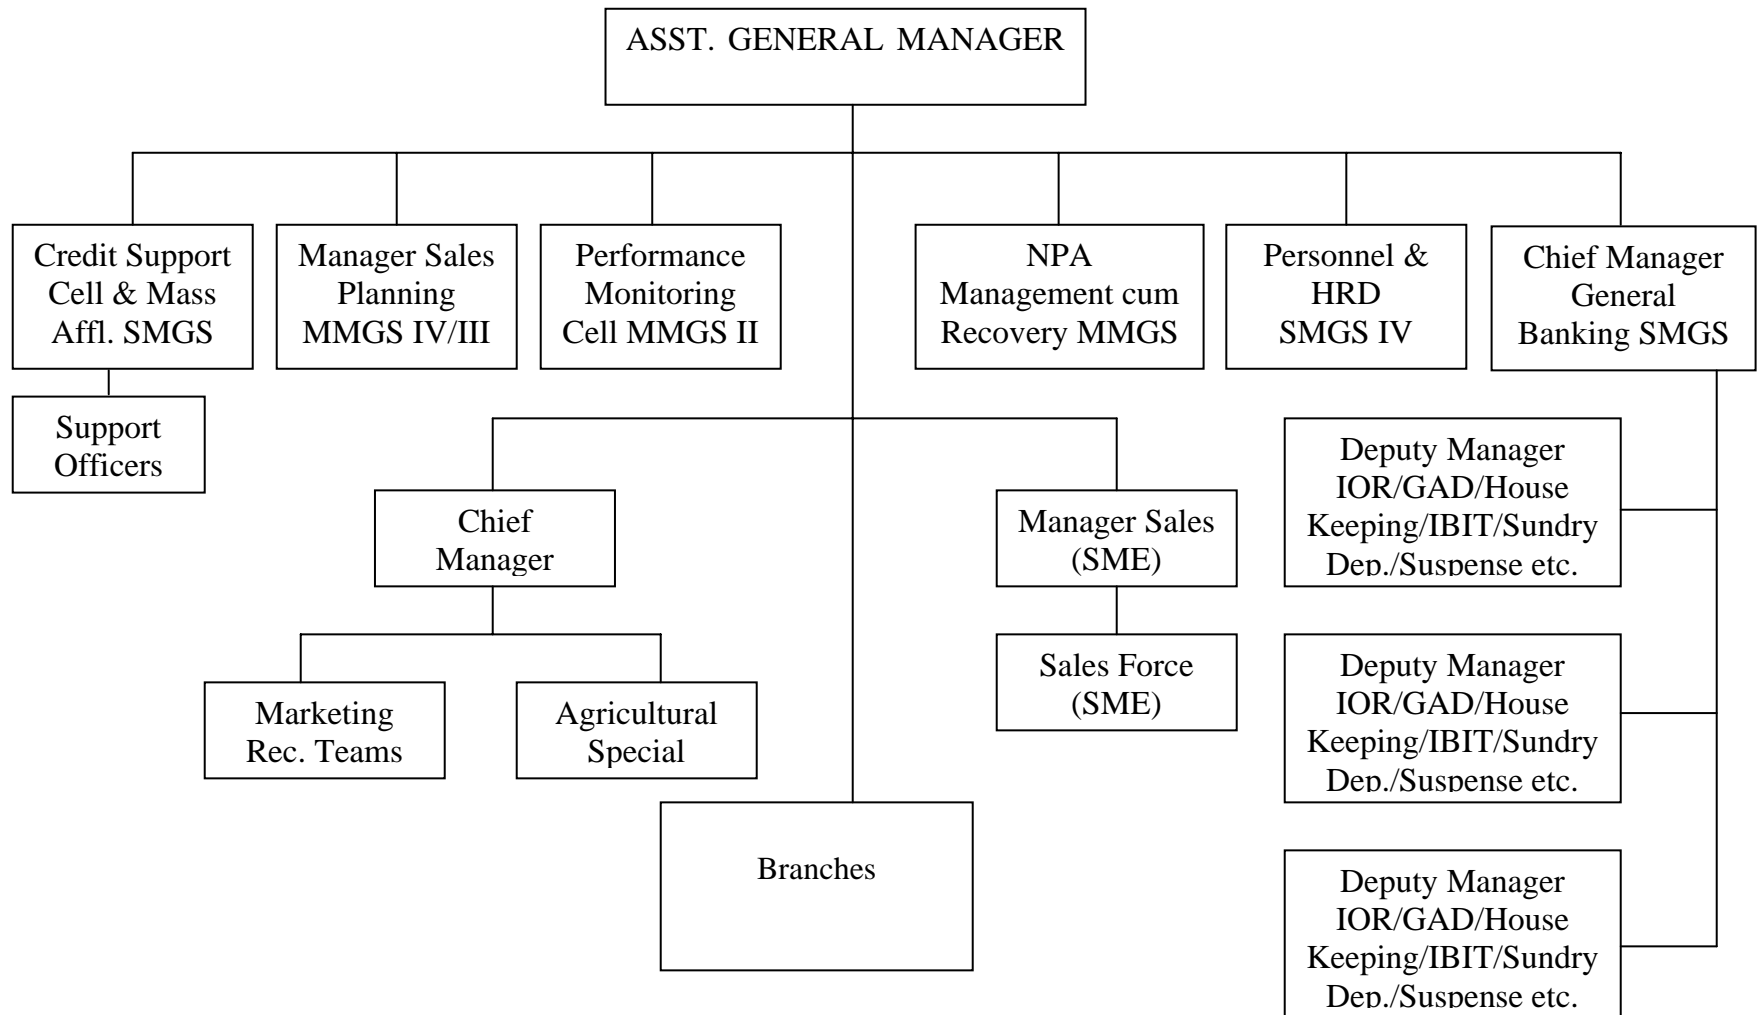 ASST. GENERAL MANAGER
Credit Support
Cell & Mass
Affl. SMGS
Manager Sales
Planning
MMGS IV/III
Performance
Monitoring
Cell MMGS II
NPA
Management cum
Recovery MMGS
Personnel &
HRD
SMGS IV
Chief Manager
General
Banking SMGS
Support
Officers
Chief
Manager
Manager Sales
(SME)
Deputy Manager
IOR/GAD/House
Keeping/IBIT/Sundry
Dep./Suspense etc.
Marketing
Rec. Teams
Agricultural
Special
Sales Force
(SME)
Deputy Manager
IOR/GAD/House
Keeping/IBIT/Sundry
Dep./Suspense etc.
Branches
Deputy Manager
IOR/GAD/House
Keeping/IBIT/Sundry
Dep./Suspense etc.